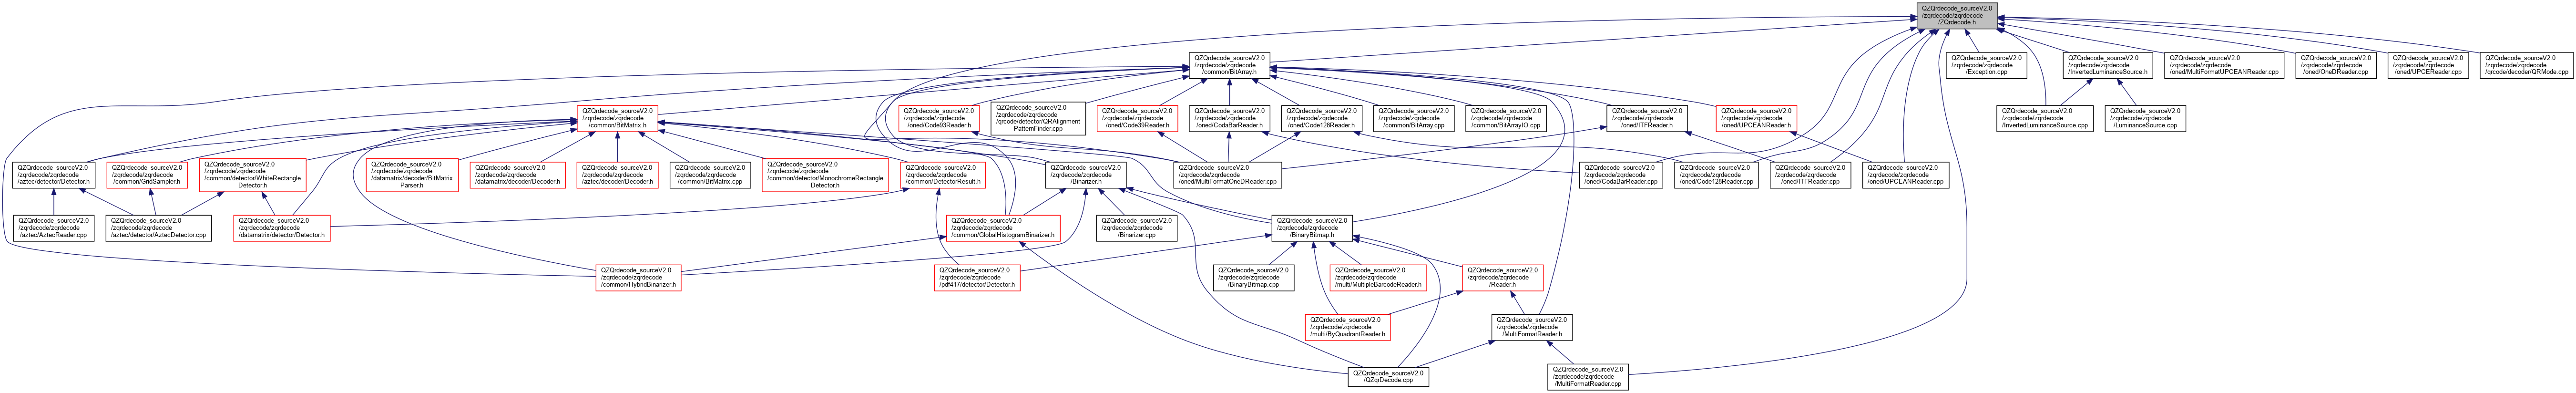 QZQrdecode_sourceV2.0
/zqrdecode/zqrdecode
/ZQrdecode.h
QZQrdecode_sourceV2.0
/zqrdecode/zqrdecode
/common/BitArray.h
QZQrdecode_sourceV2.0
/zqrdecode/zqrdecode
/Exception.cpp
QZQrdecode_sourceV2.0
/zqrdecode/zqrdecode
/InvertedLuminanceSource.h
QZQrdecode_sourceV2.0
/zqrdecode/zqrdecode
/oned/MultiFormatUPCEANReader.cpp
QZQrdecode_sourceV2.0
/zqrdecode/zqrdecode
/oned/OneDReader.cpp
QZQrdecode_sourceV2.0
/zqrdecode/zqrdecode
/oned/UPCEReader.cpp
QZQrdecode_sourceV2.0
/zqrdecode/zqrdecode
/qrcode/decoder/QRMode.cpp
QZQrdecode_sourceV2.0
/zqrdecode/zqrdecode
/common/BitMatrix.h
QZQrdecode_sourceV2.0
/zqrdecode/zqrdecode
/oned/Code93Reader.h
QZQrdecode_sourceV2.0
/zqrdecode/zqrdecode
/qrcode/detector/QRAlignment
PatternFinder.cpp
QZQrdecode_sourceV2.0
/zqrdecode/zqrdecode
/oned/Code39Reader.h
QZQrdecode_sourceV2.0
/zqrdecode/zqrdecode
/oned/CodaBarReader.h
QZQrdecode_sourceV2.0
/zqrdecode/zqrdecode
/oned/Code128Reader.h
QZQrdecode_sourceV2.0
/zqrdecode/zqrdecode
/common/BitArray.cpp
QZQrdecode_sourceV2.0
/zqrdecode/zqrdecode
/common/BitArrayIO.cpp
QZQrdecode_sourceV2.0
/zqrdecode/zqrdecode
/oned/ITFReader.h
QZQrdecode_sourceV2.0
/zqrdecode/zqrdecode
/oned/UPCEANReader.h
QZQrdecode_sourceV2.0
/zqrdecode/zqrdecode
/InvertedLuminanceSource.cpp
QZQrdecode_sourceV2.0
/zqrdecode/zqrdecode
/LuminanceSource.cpp
QZQrdecode_sourceV2.0
/zqrdecode/zqrdecode
/aztec/detector/Detector.h
QZQrdecode_sourceV2.0
/zqrdecode/zqrdecode
/common/GridSampler.h
QZQrdecode_sourceV2.0
/zqrdecode/zqrdecode
/common/detector/WhiteRectangle
Detector.h
QZQrdecode_sourceV2.0
/zqrdecode/zqrdecode
/datamatrix/decoder/BitMatrix
Parser.h
QZQrdecode_sourceV2.0
/zqrdecode/zqrdecode
/datamatrix/decoder/Decoder.h
QZQrdecode_sourceV2.0
/zqrdecode/zqrdecode
/aztec/decoder/Decoder.h
QZQrdecode_sourceV2.0
/zqrdecode/zqrdecode
/common/BitMatrix.cpp
QZQrdecode_sourceV2.0
/zqrdecode/zqrdecode
/common/detector/MonochromeRectangle
Detector.h
QZQrdecode_sourceV2.0
/zqrdecode/zqrdecode
/common/DetectorResult.h
QZQrdecode_sourceV2.0
/zqrdecode/zqrdecode
/Binarizer.h
QZQrdecode_sourceV2.0
/zqrdecode/zqrdecode
/oned/MultiFormatOneDReader.cpp
QZQrdecode_sourceV2.0
/zqrdecode/zqrdecode
/oned/CodaBarReader.cpp
QZQrdecode_sourceV2.0
/zqrdecode/zqrdecode
/oned/Code128Reader.cpp
QZQrdecode_sourceV2.0
/zqrdecode/zqrdecode
/oned/ITFReader.cpp
QZQrdecode_sourceV2.0
/zqrdecode/zqrdecode
/oned/UPCEANReader.cpp
QZQrdecode_sourceV2.0
/zqrdecode/zqrdecode
/aztec/AztecReader.cpp
QZQrdecode_sourceV2.0
/zqrdecode/zqrdecode
/aztec/detector/AztecDetector.cpp
QZQrdecode_sourceV2.0
/zqrdecode/zqrdecode
/datamatrix/detector/Detector.h
QZQrdecode_sourceV2.0
/zqrdecode/zqrdecode
/common/GlobalHistogramBinarizer.h
QZQrdecode_sourceV2.0
/zqrdecode/zqrdecode
/Binarizer.cpp
QZQrdecode_sourceV2.0
/zqrdecode/zqrdecode
/BinaryBitmap.h
QZQrdecode_sourceV2.0
/zqrdecode/zqrdecode
/common/HybridBinarizer.h
QZQrdecode_sourceV2.0
/zqrdecode/zqrdecode
/pdf417/detector/Detector.h
QZQrdecode_sourceV2.0
/zqrdecode/zqrdecode
/BinaryBitmap.cpp
QZQrdecode_sourceV2.0
/zqrdecode/zqrdecode
/multi/MultipleBarcodeReader.h
QZQrdecode_sourceV2.0
/zqrdecode/zqrdecode
/Reader.h
QZQrdecode_sourceV2.0
/zqrdecode/zqrdecode
/multi/ByQuadrantReader.h
QZQrdecode_sourceV2.0
/zqrdecode/zqrdecode
/MultiFormatReader.h
QZQrdecode_sourceV2.0
/QZqrDecode.cpp
QZQrdecode_sourceV2.0
/zqrdecode/zqrdecode
/MultiFormatReader.cpp